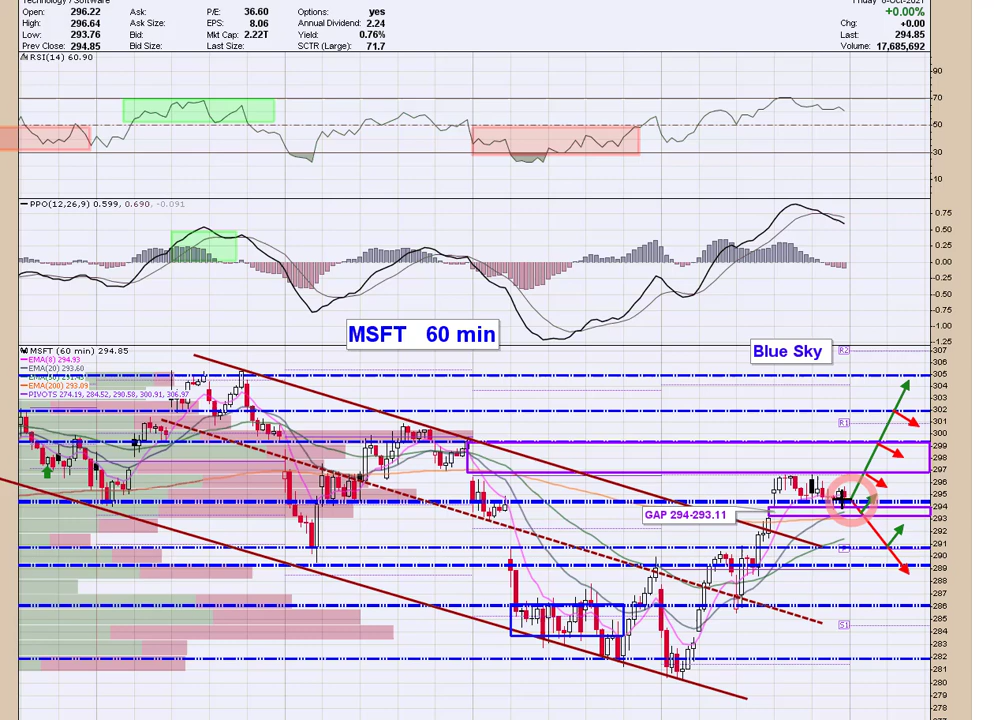 Technology / Software
Friday 8-Oct-2021
Open: 296.22 Ask: P/E: 36.60 Options: yes +0.00%
High: 296.64 Ask Size: EPS: 8.06 Annual Dividend: 2.24 Chg: +0.00
Low: 293.76 Bid: Mkt Cap: 2.22T Yield: 0.76% Last: 294.85
Prev Close: 294.85 Bid Size: Last Size: SCTR (Large): 71.7 Volume: 17,685,692
RSI(14) 60.90
90
70
50
30
10
PPO(12,26,9) 0.599, 0.690, -0.091
0.75
0.50
0.25
0.00
-0.25
-0.50
-0.75
-1.00
-1.25
MSFT 60 min
Blue Sky
MSFT (60 min) 294.85
EMA(8) 294.93
EMA(20) 293.60
EMA(200) 293.09
PIVOTS 274.19, 284.52, 290.58, 300.91, 306.97
R2
R1
P
S1
GAP 294-293.11
307
306
305
304
303
302
301
300
299
298
297
296
295
294
293
292
291
290
289
288
287
286
285
284
283
282
281
280
279
278